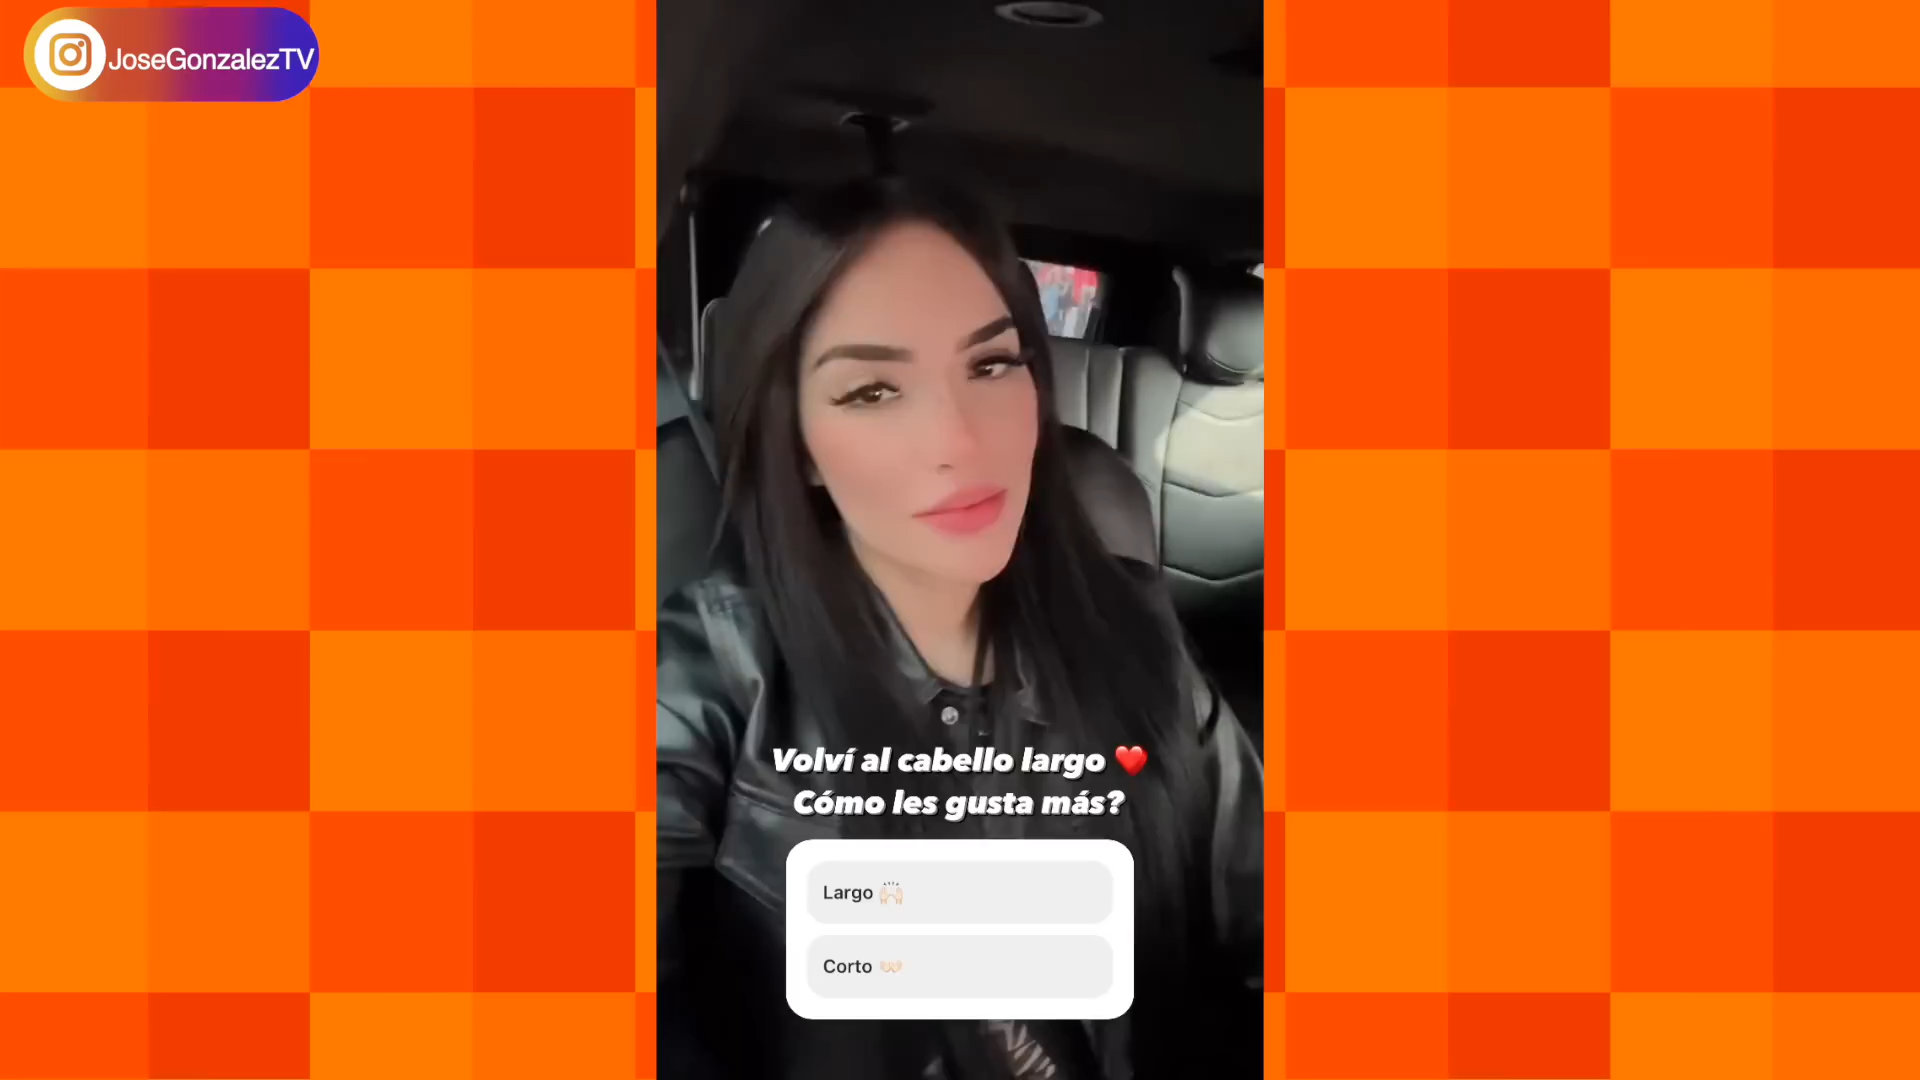 JoseGonzalezTV
Volví al cabello largo ❤️
Cómo les gusta más?
Largo 🙌🏻
Corto 👐🏻